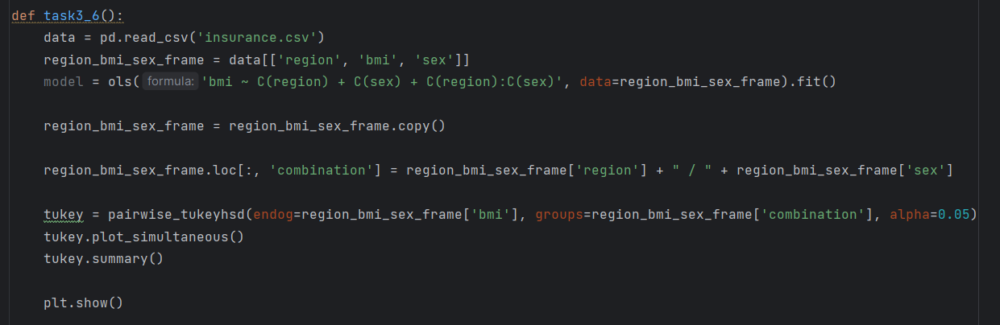 def task3_6():
    data = pd.read_csv('insurance.csv')
    region_bmi_sex_frame = data[['region', 'bmi', 'sex']]
    model = ols( formula: 'bmi ~ C(region) + C(sex) + C(region):C(sex)', data=region_bmi_sex_frame).fit()
    region_bmi_sex_frame = region_bmi_sex_frame.copy()
    region_bmi_sex_frame.loc[:, 'combination'] = region_bmi_sex_frame['region'] + " / " + region_bmi_sex_frame['sex']
    tukey = pairwise_tukeyhsd(endog=region_bmi_sex_frame['bmi'], groups=region_bmi_sex_frame['combination'], alpha=0.05)
    tukey.plot_simultaneous()
    tukey.summary()
    plt.show()